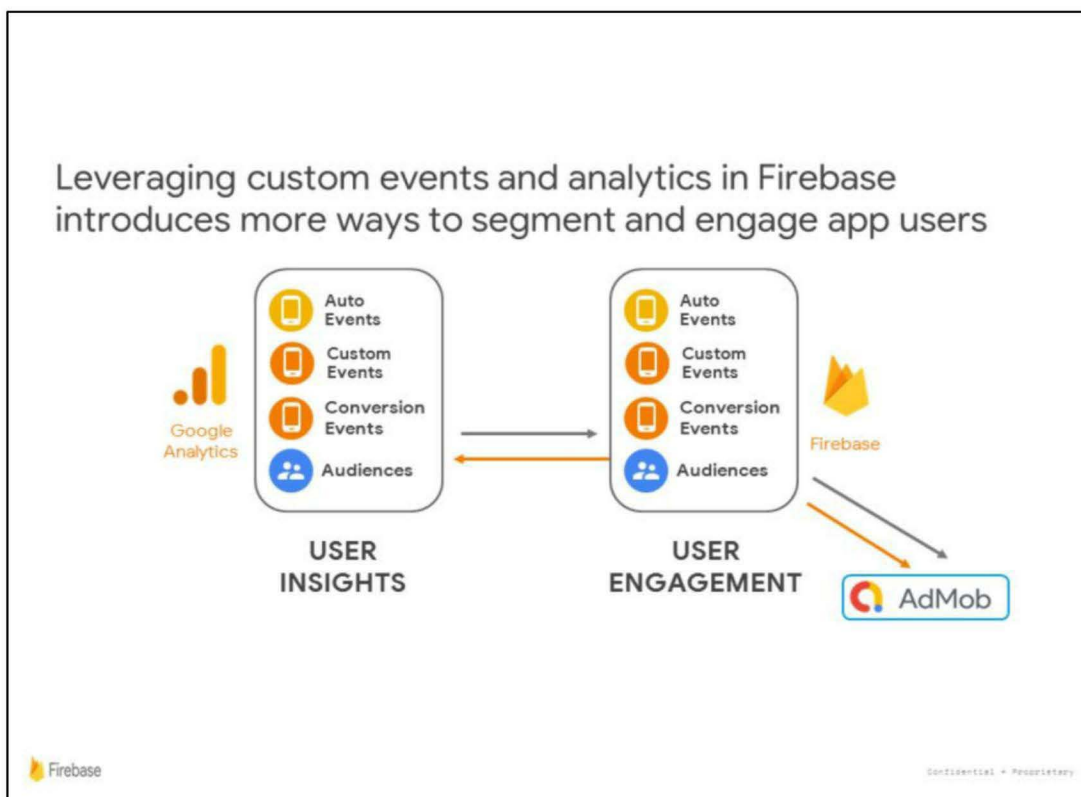 Leveraging custom events and analytics in Firebase
introduces more ways to segment and engage app users
Google
Analytics
Auto
Events
Custom
Events
Conversion
Events
Audiences
USER
INSIGHTS
Auto
Events
Custom
Events
Conversion
Events
Audiences
USER
ENGAGEMENT
Firebase
AdMob
Firebase
Confidential + Proprietary